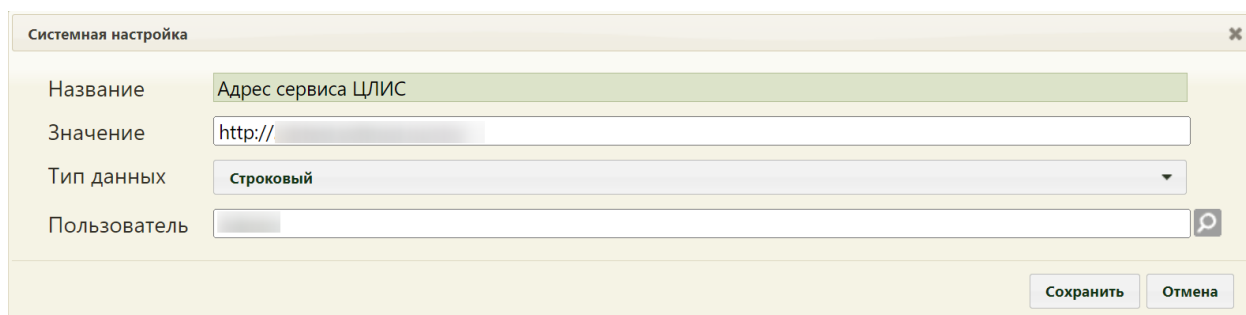 Системная настройка
Название Адрес сервиса ЦЛИС
Значение http://
Тип данных Строковый
Пользователь
Сохранить Отмена